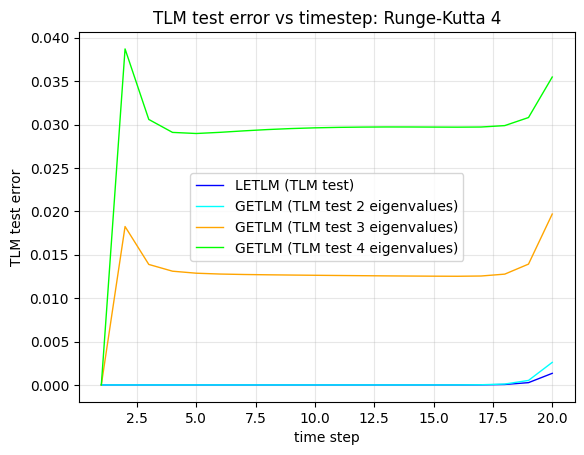 TLM test error vs timestep: Runge-Kutta 4
TLM test error
0.040
0.035
0.030
0.025
0.020
0.015
0.010
0.005
0.000
LETLM (TLM test)
GETLM (TLM test 2 eigenvalues)
GETLM (TLM test 3 eigenvalues)
GETLM (TLM test 4 eigenvalues)
2.5 5.0 7.5 10.0 12.5 15.0 17.5 20.0
time step